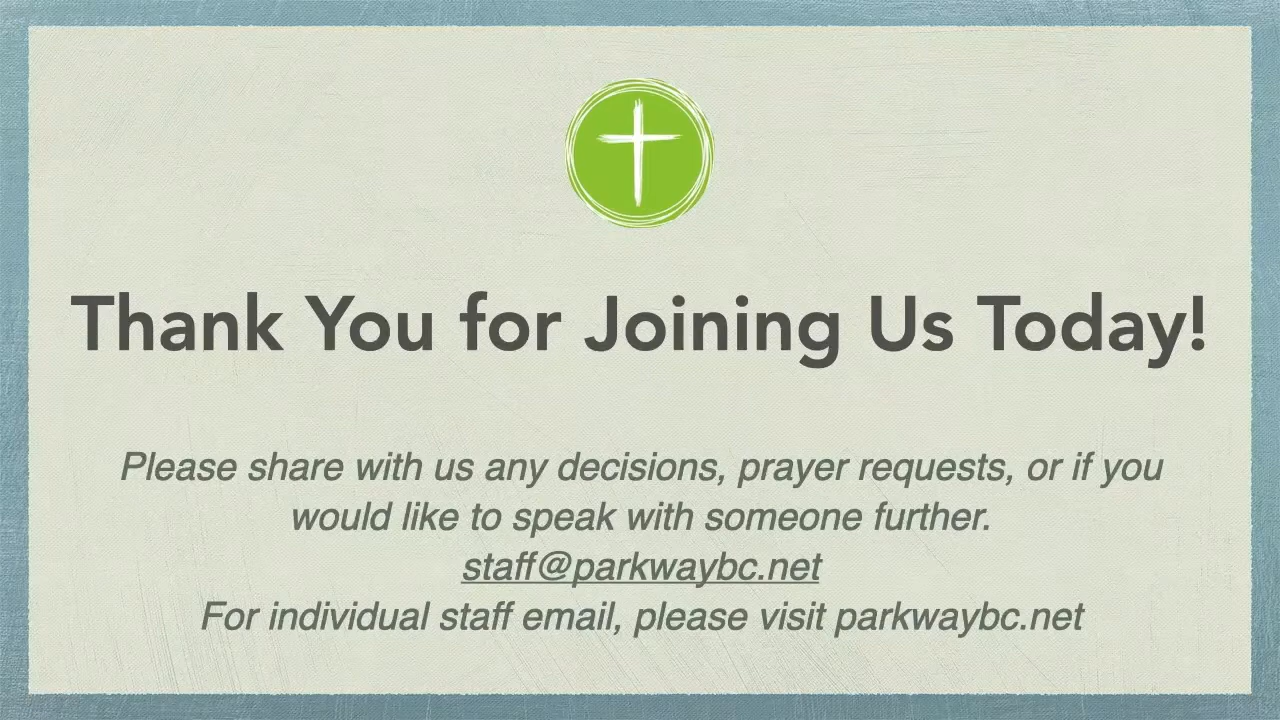 Thank You for Joining Us Today!
Please share with us any decisions, prayer requests, or if you
would like to speak with someone further.
staff@parkwaybc.net
For individual staff email, please visit parkwaybc.net